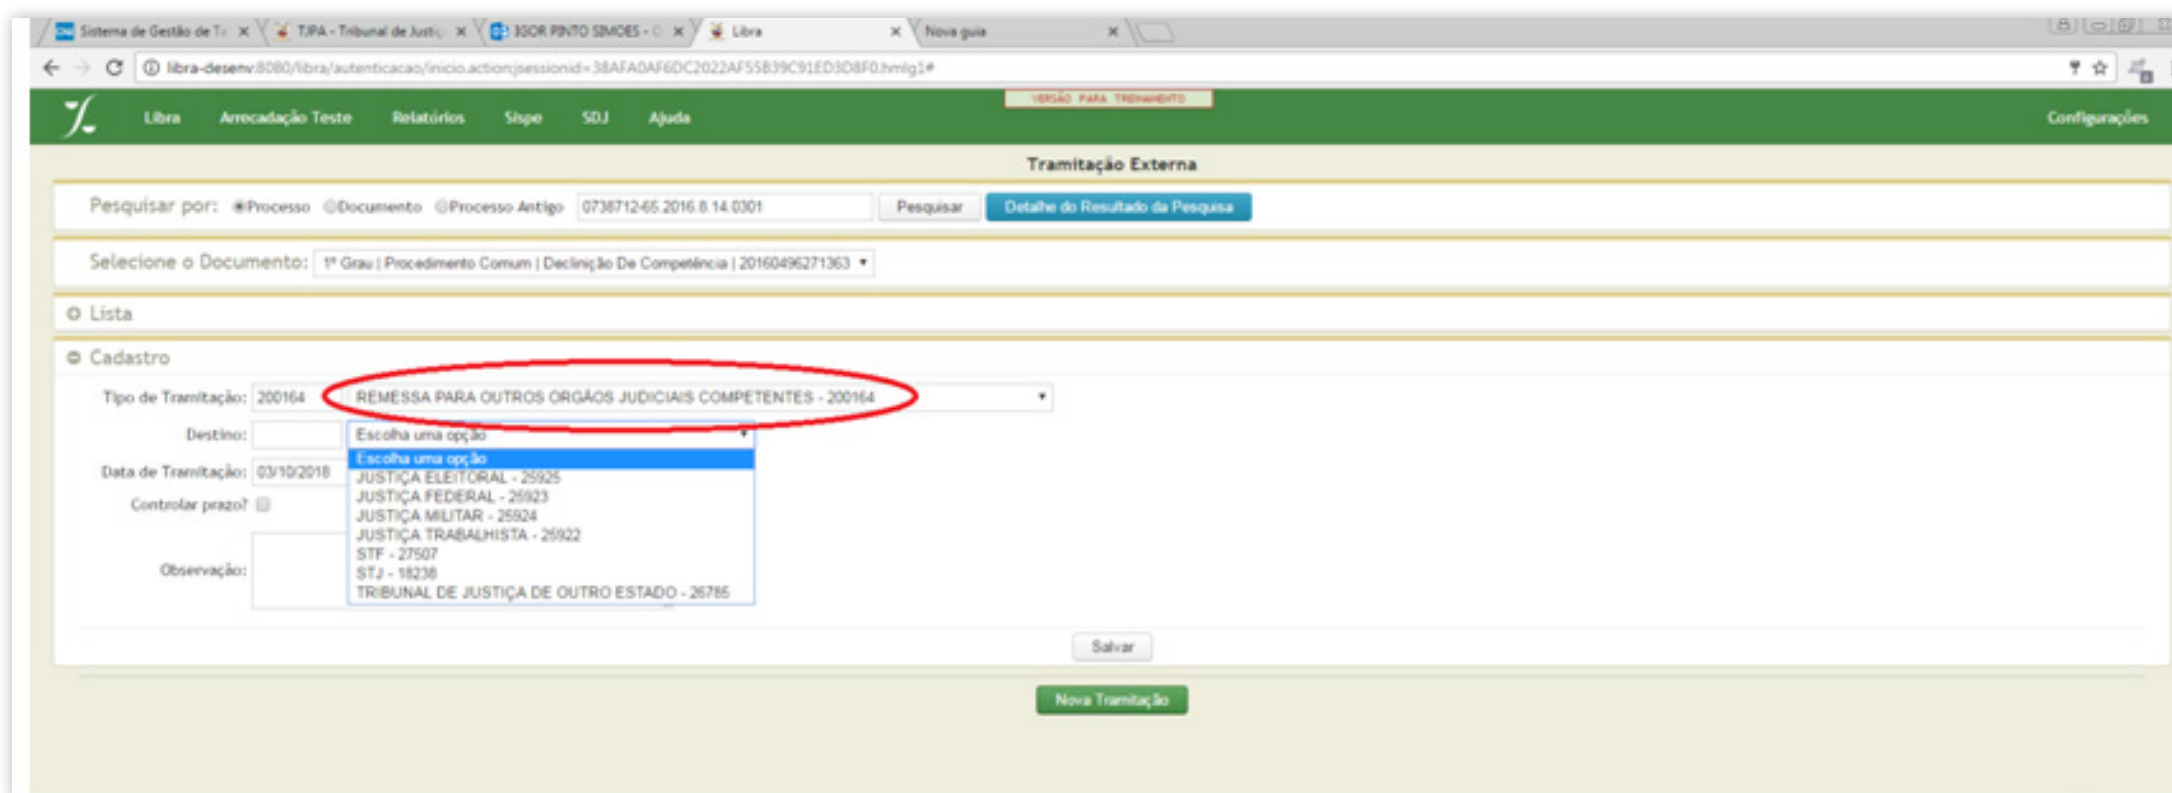 Sistema de Gestão de Ta TJPA - Tribunal de Justiç IGOR PINTO SIMOES - O Libra Nova guia
libra-desenv:8080/libra/autenticacao/inicio.action;jsessionid=38AFA0AF6DC2022AF55B39C91ED3D8F0.hmlg1#
VERSÃO PARA TREINAMENTO
Libra Arrecadação Teste Relatórios Sispe SDJ Ajuda Configurações
Tramitação Externa
Pesquisar por: Processo Documento Processo Antigo 0738712-65.2016.8.14.0301 Pesquisar Detalhe do Resultado da Pesquisa
Selecione o Documento: 1º Grau | Procedimento Comum | Declinição De Competência | 20160496271363
Lista
Cadastro
Tipo de Tramitação: 200164 REMESSA PARA OUTROS ORGÃOS JUDICIAIS COMPETENTES - 200164
Destino: Escolha uma opção
Escolha uma opção
Data de Tramitação: 03/10/2018 JUSTIÇA ELEITORAL - 25925
JUSTIÇA FEDERAL - 25923
Controlar prazo? JUSTIÇA MILITAR - 25924
JUSTIÇA TRABALHISTA - 25922
STF - 27507
Observação: STJ - 18238
TRIBUNAL DE JUSTIÇA DE OUTRO ESTADO - 26785
Salvar
Nova Tramitação